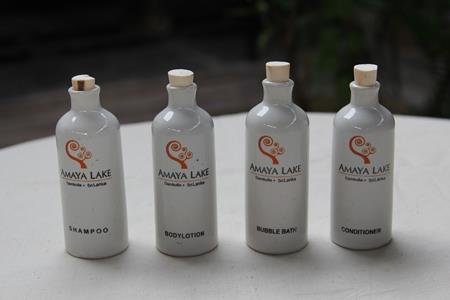 AMAYA LAKE
Dambulla • Sri Lanka
SHAMPOO
AMAYA LAKE
Dambulla • Sri Lanka
BODYLOTION
AMAYA LAKE
Dambulla • Sri Lanka
BUBBLE BATH
AMAYA LAKE
Dambulla • Sri Lanka
CONDITIONER